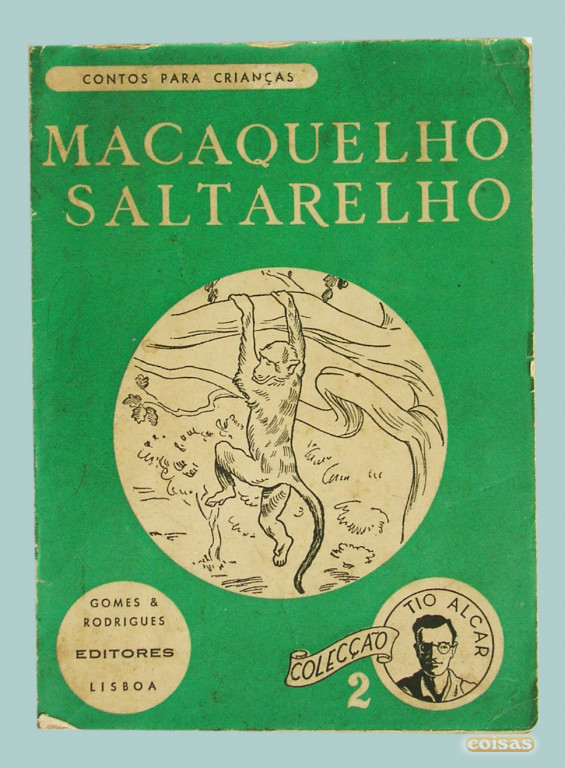 CONTOS PARA CRIANÇAS
MACAQUELHO
SALTARELHO
GOMES &
RODRIGUES
EDITORES
LISBOA
COLECÇÃO
2
TIO ALCAR
coisas